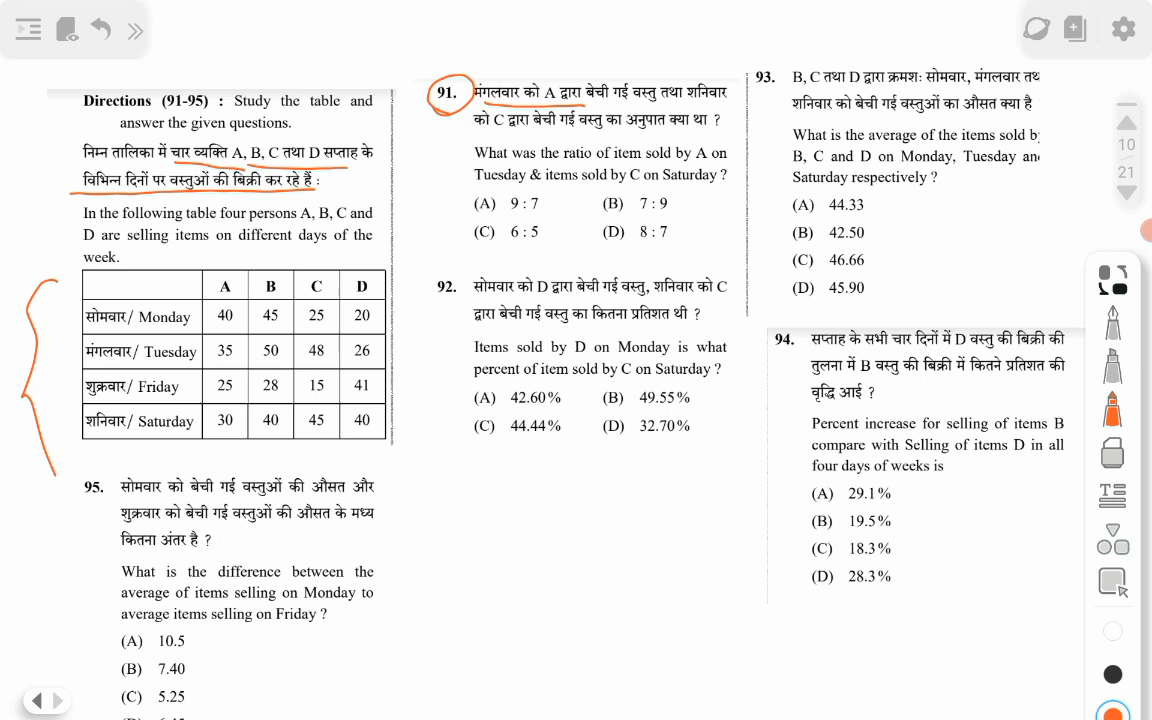 Directions (91-95) : Study the table and
answer the given questions.
निम्न तालिका में चार व्यक्ति A, B, C तथा D सप्ताह के
विभिन्न दिनों पर वस्तुओं की बिक्री कर रहे हैं :
In the following table four persons A, B, C and
D are selling items on different days of the
week.
A B C D
सोमवार/ Monday 40 45 25 20
मंगलवार/ Tuesday 35 50 48 26
शुक्रवार/ Friday 25 28 15 41
शनिवार/ Saturday 30 40 45 40
95. सोमवार को बेची गई वस्तुओं की औसत और
शुक्रवार को बेची गई वस्तुओं की औसत के मध्य
कितना अंतर है ?
What is the difference between the
average of items selling on Monday to
average items selling on Friday ?
(A) 10.5
(B) 7.40
(C) 5.25
91. मंगलवार को A द्वारा बेची गई वस्तु तथा शनिवार
को C द्वारा बेची गई वस्तु का अनुपात क्या था ?
What was the ratio of item sold by A on
Tuesday & items sold by C on Saturday ?
(A) 9 : 7 (B) 7 : 9
(C) 6 : 5 (D) 8 : 7
92. सोमवार को D द्वारा बेची गई वस्तु, शनिवार को C
द्वारा बेची गई वस्तु का कितना प्रतिशत थी ?
Items sold by D on Monday is what
percent of item sold by C on Saturday ?
(A) 42.60% (B) 49.55%
(C) 44.44% (D) 32.70%
93. B, C तथा D द्वारा क्रमशः सोमवार, मंगलवार
शनिवार को बेची गई वस्तुओं का औसत क्या है
What is the average of the items sold
B, C and D on Monday, Tuesday
Saturday respectively ?
(A) 44.33
(B) 42.50
(C) 46.66
(D) 45.90
94. सप्ताह के सभी चार दिनों में D वस्तु की बिक्री की
तुलना में B वस्तु की बिक्री में कितने प्रतिशत की
वृद्धि आई ?
Percent increase for selling of items B
compare with Selling of items D in all
four days of weeks is
(A) 29.1%
(B) 19.5%
(C) 18.3%
(D) 28.3%
10
21